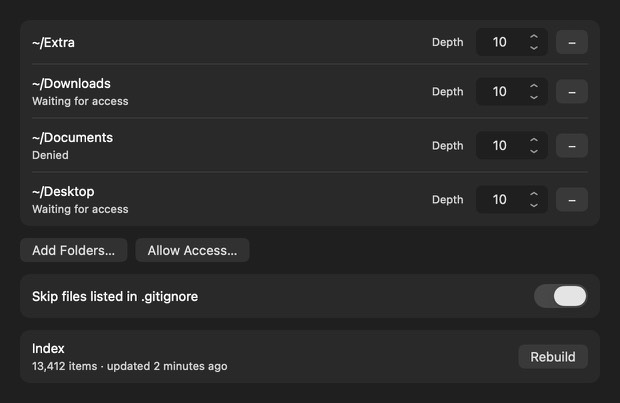 ~/Extra
Depth 10 –
~/Downloads
Waiting for access
Depth 10 –
~/Documents
Denied
Depth 10 –
~/Desktop
Waiting for access
Depth 10 –
Add Folders... Allow Access...
Skip files listed in .gitignore
Index
13,412 items · updated 2 minutes ago
Rebuild